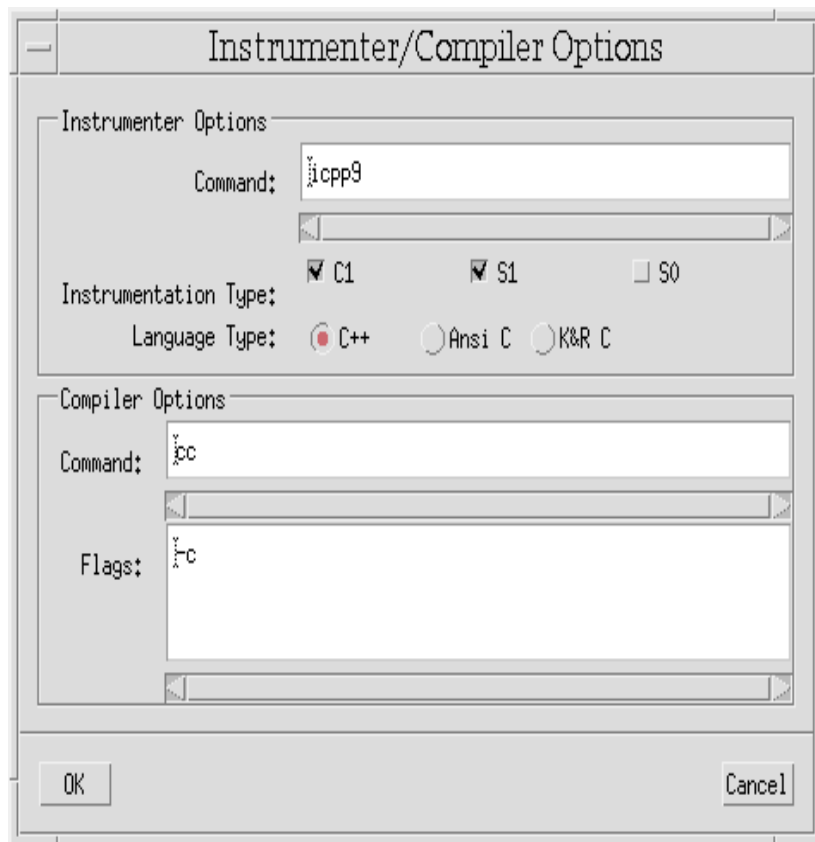 Instrumenter/Compiler Options
Instrumenter Options
Command:
icpp9
C1 S1 S0
Instrumentation Type:
Language Type: C++ Ansi C K&R C
Compiler Options
Command:
cc
Flags:
-c
OK Cancel